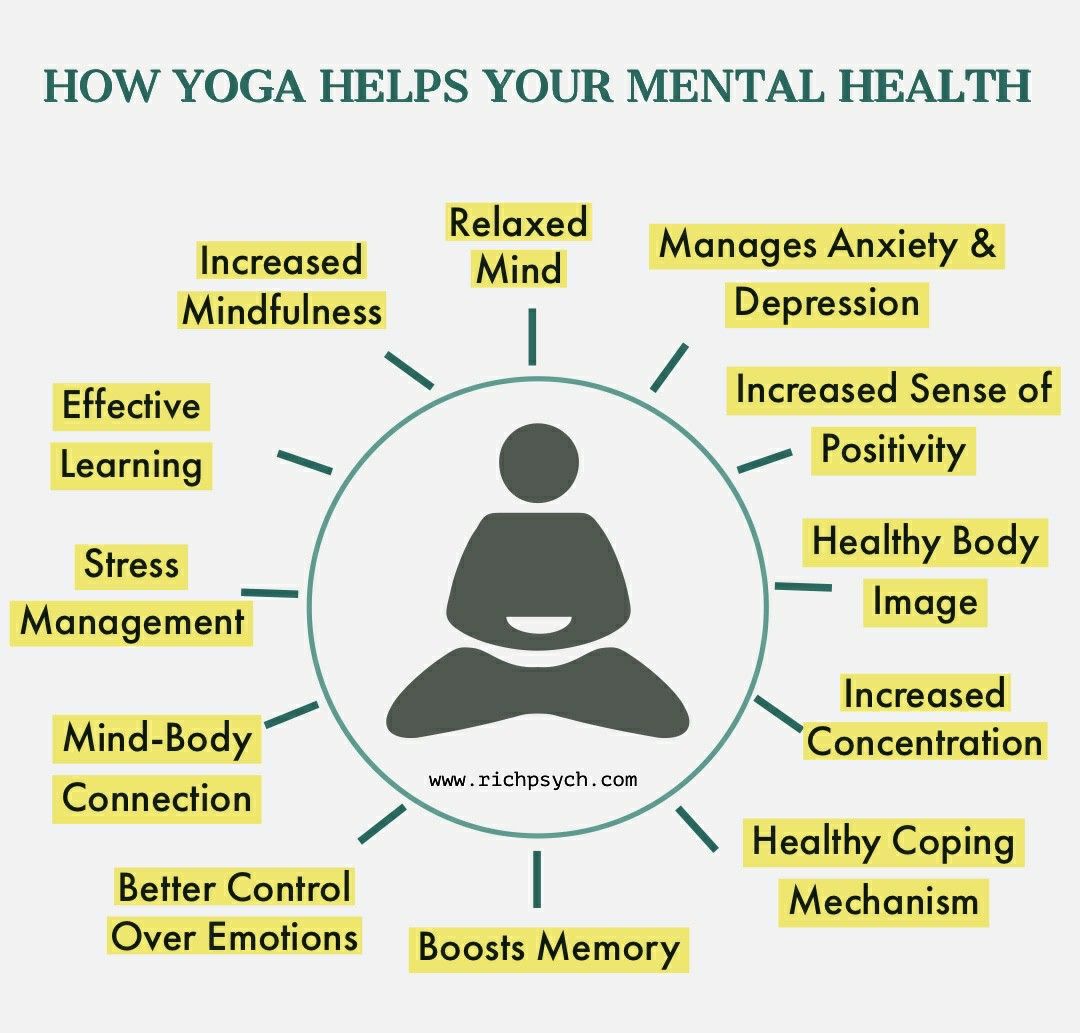 HOW YOGA HELPS YOUR MENTAL HEALTH
Relaxed
Mind
Manages Anxiety &
Depression
Increased Sense of
Positivity
Healthy Body
Image
Increased
Concentration
Healthy Coping
Mechanism
Boosts Memory
Better Control
Over Emotions
Mind-Body
Connection
Stress
Management
Effective
Learning
Increased
Mindfulness
www.richpsych.com